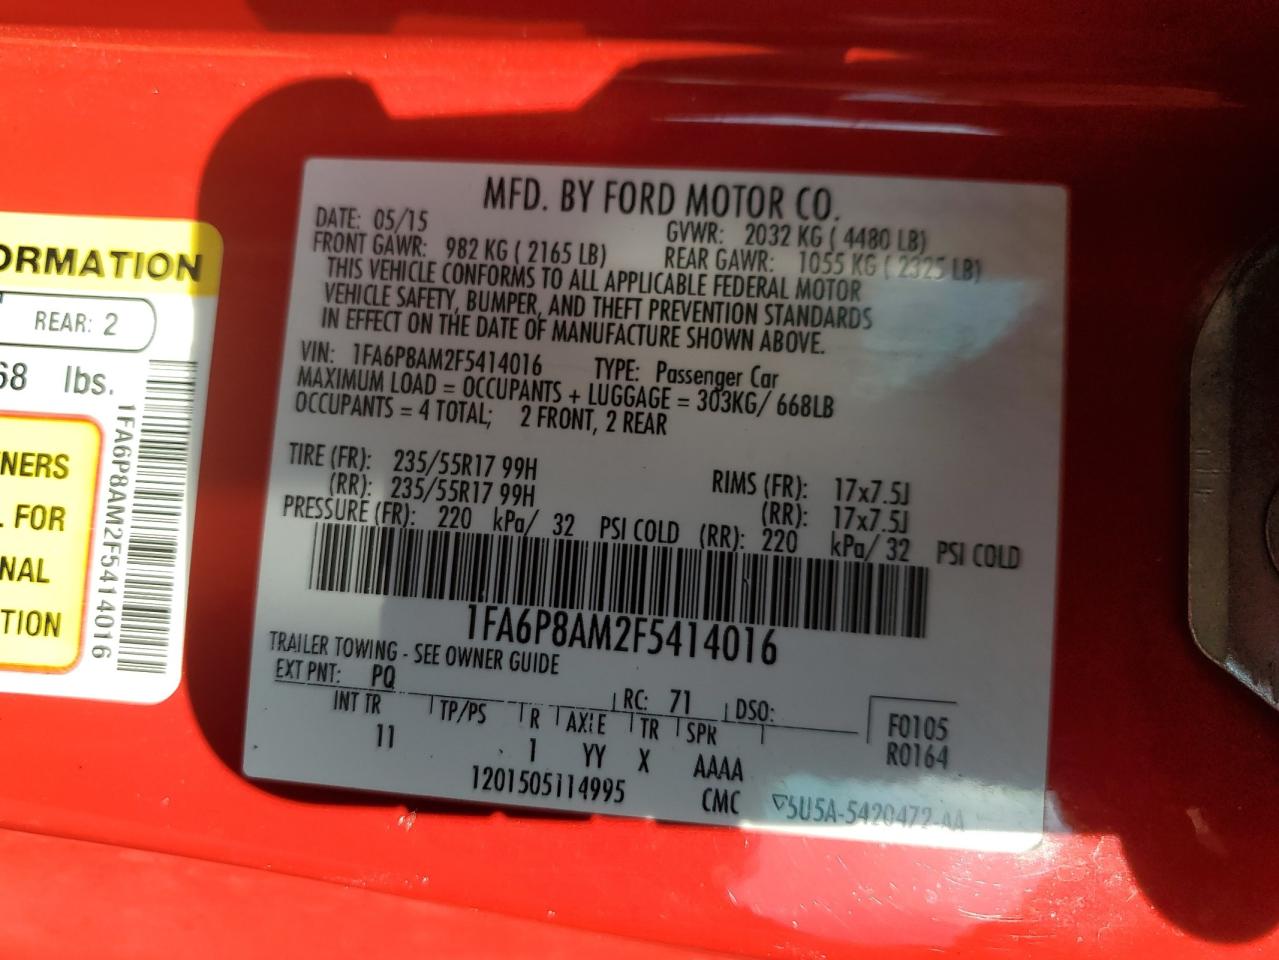 ORMATION
REAR: 2
68 lbs.
NERS
L FOR
NAL
TION
1FA6P8AM2F5414016
MFD. BY FORD MOTOR CO.
DATE: 05/15 GVWR: 2032 KG ( 4480 LB)
FRONT GAWR: 982 KG ( 2165 LB) REAR GAWR: 1055 KG ( 2325 LB)
THIS VEHICLE CONFORMS TO ALL APPLICABLE FEDERAL MOTOR
VEHICLE SAFETY, BUMPER, AND THEFT PREVENTION STANDARDS
IN EFFECT ON THE DATE OF MANUFACTURE SHOWN ABOVE.
VIN: 1FA6P8AM2F5414016 TYPE: Passenger Car
MAXIMUM LOAD = OCCUPANTS + LUGGAGE = 303KG/ 668LB
OCCUPANTS = 4 TOTAL; 2 FRONT, 2 REAR
TIRE (FR): 235/55R17 99H RIMS (FR): 17x7.5J
(RR): 235/55R17 99H (RR): 17x7.5J
PRESSURE (FR): 220 kPa/ 32 PSI COLD (RR): 220 kPa/ 32 PSI COLD
1FA6P8AM2F5414016
TRAILER TOWING - SEE OWNER GUIDE
EXT PNT: PQ RC: 71 DSO:
INT TR TP/PS R AXLE TR SPR F0105
11 1 YY X AAAA R0164
1201505114995 CMC ▽5U5A-5420472-AA